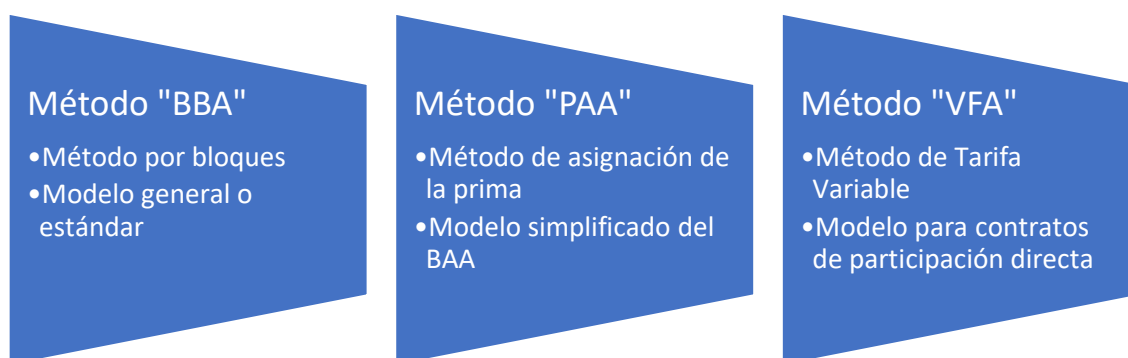 Método "BBA"
•Método por bloques
•Modelo general o
estándar
Método "PAA"
•Método de asignación de
la prima
•Modelo simplificado del
BAA
Método "VFA"
•Método de Tarifa
Variable
•Modelo para contratos
de participación directa